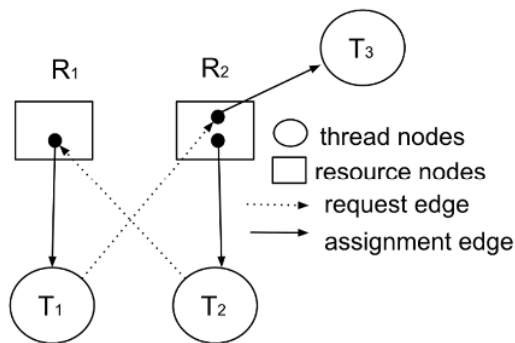 T3
R1
R2
thread nodes
resource nodes
request edge
assignment edge
T1
T2